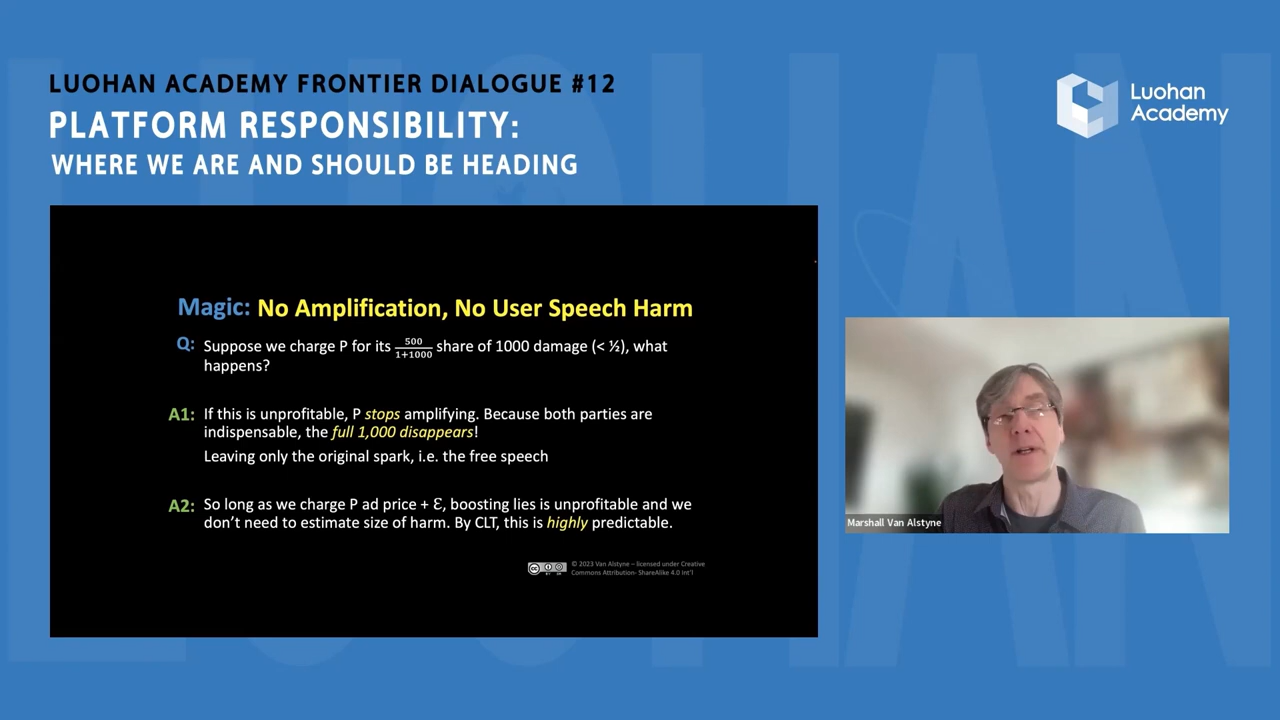 LUOHAN ACADEMY FRONTIER DIALOGUE #12
PLATFORM RESPONSIBILITY:
WHERE WE ARE AND SHOULD BE HEADING
Luohan
Academy
Magic: No Amplification, No User Speech Harm
Q: Suppose we charge P for its 500/1+1000 share of 1000 damage (< ½), what
happens?
A1: If this is unprofitable, P stops amplifying. Because both parties are
indispensable, the full 1,000 disappears!
Leaving only the original spark, i.e. the free speech
A2: So long as we charge P ad price + Ɛ, boosting lies is unprofitable and we
don't need to estimate size of harm. By CLT, this is highly predictable.
© 2023 Van Alstyne – licensed under Creative
Commons Attribution- ShareAlike 4.0 Int'l
Marshall Van Alstyne